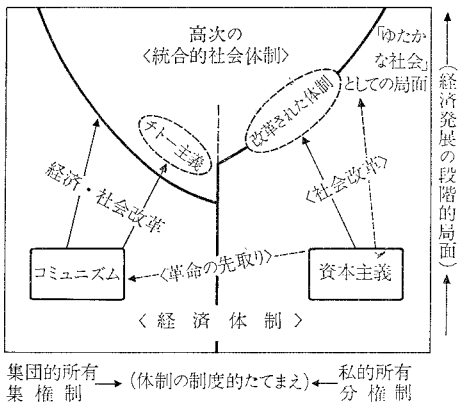 高次の
〈統合的社会体制〉
「ゆたか
な社会」
としての局面
チトー主義
改革された体制
経済・社会改革
〈社会改革〉
コミュニズム
〈革命の先取り〉
資本主義
〈経済体制〉
(経済発展の段階的局面)
集団的所有
集権制
(体制の制度的たてまえ)
私的所有
分権制